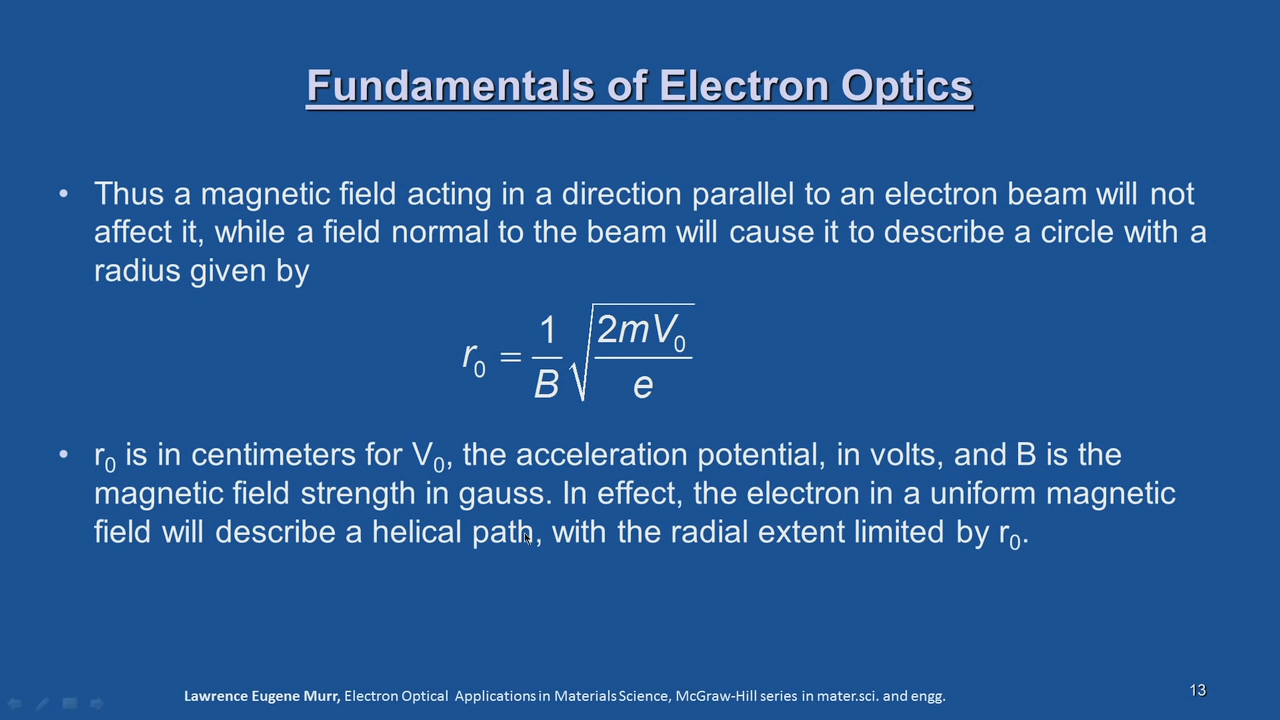 Fundamentals of Electron Optics
• Thus a magnetic field acting in a direction parallel to an electron beam will not
affect it, while a field normal to the beam will cause it to describe a circle with a
radius given by
r₀ = 1/B √(2mV₀/e)
• r₀ is in centimeters for V₀, the acceleration potential, in volts, and B is the
magnetic field strength in gauss. In effect, the electron in a uniform magnetic
field will describe a helical path, with the radial extent limited by r₀.
Lawrence Eugene Murr, Electron Optical Applications in Materials Science, McGraw-Hill series in mater.sci. and engg.
13